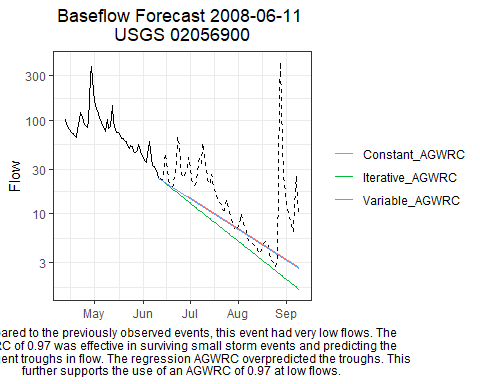 Baseflow Forecast 2008-06-11
USGS 02056900
Flow
300
100
30
10
3
May
Jun
Jul
Aug
Sep
Constant_AGWRC
Iterative_AGWRC
Variable_AGWRC
pared to the previously observed events, this event had very low flows. The
RC of 0.97 was effective in surviving small storm events and predicting the
ent troughs in flow. The regression AGWRC overpredicted the troughs. This
further supports the use of an AGWRC of 0.97 at low flows.